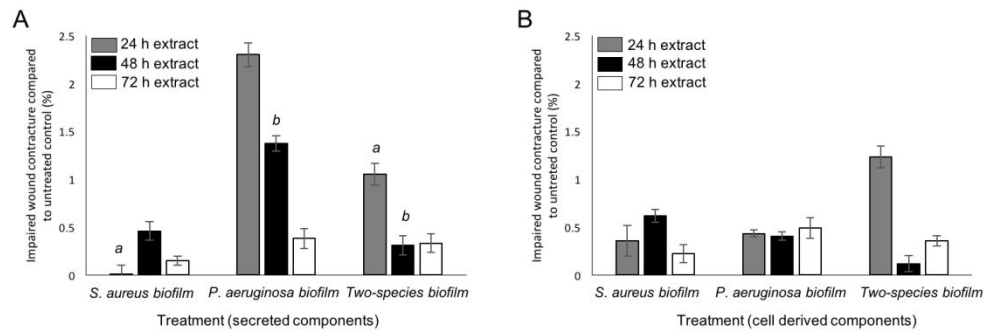 A
Impaired wound contracture compared
to untreated control (%)
2.5
2
1.5
1
0.5
0
24 h extract
48 h extract
72 h extract
a
b
a
b
S. aureus biofilm
P. aeruginosa biofilm
Two-species biofilm
Treatment (secreted components)
B
Impaired wound contracture compared
to untreted control (%)
2.5
2
1.5
1
0.5
0
24 h extract
48 h extract
72 h extract
S. aureus biofilm
P. aeruginosa biofilm
Two-species biofilm
Treatment (cell derived components)